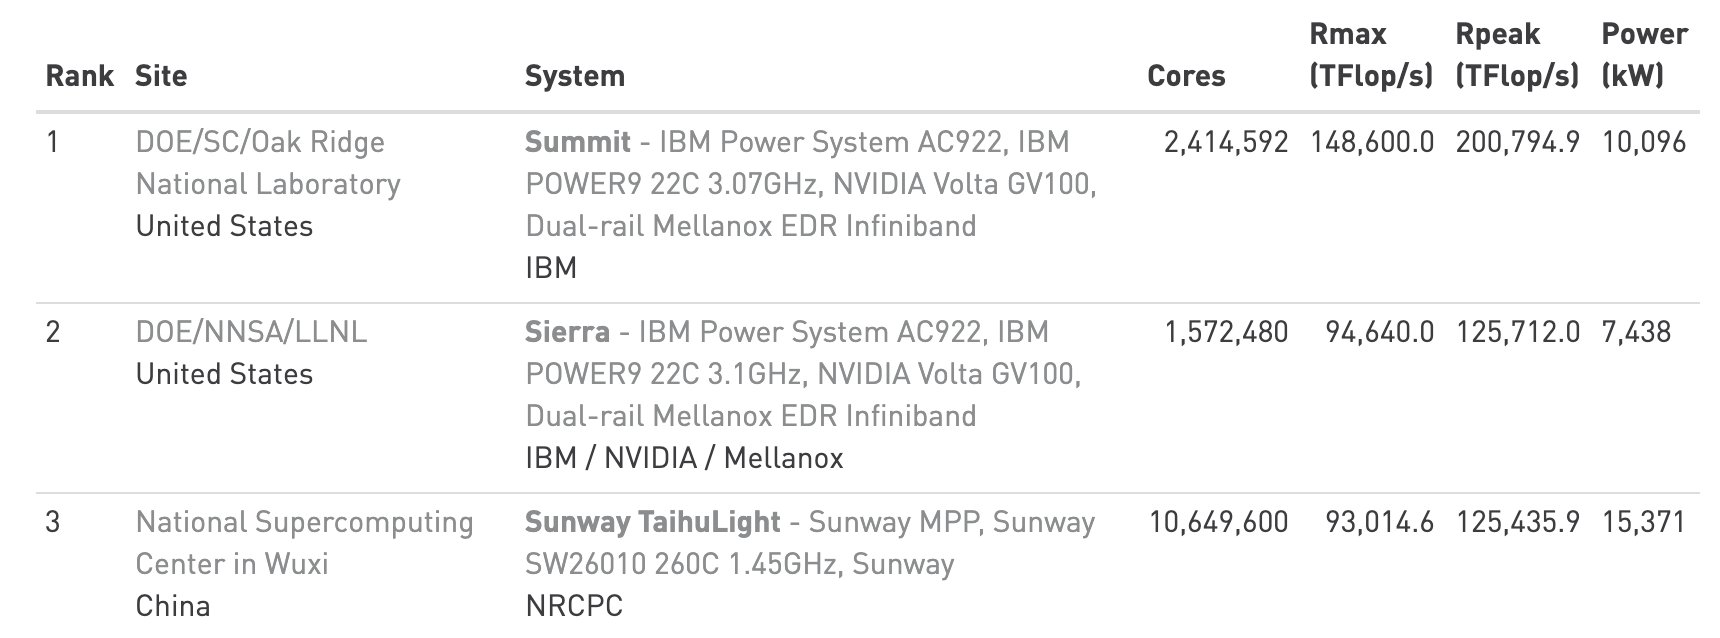 Rank Site System Cores Rmax (TFlop/s) Rpeak (TFlop/s) Power (kW)
1 DOE/SC/Oak Ridge Summit - IBM Power System AC922, IBM 2,414,592 148,600.0 200,794.9 10,096
National Laboratory POWER9 22C 3.07GHz, NVIDIA Volta GV100,
United States Dual-rail Mellanox EDR Infiniband
IBM
2 DOE/NNSA/LLNL Sierra - IBM Power System AC922, IBM 1,572,480 94,640.0 125,712.0 7,438
United States POWER9 22C 3.1GHz, NVIDIA Volta GV100,
Dual-rail Mellanox EDR Infiniband
IBM / NVIDIA / Mellanox
3 National Supercomputing Sunway TaihuLight - Sunway MPP, Sunway 10,649,600 93,014.6 125,435.9 15,371
Center in Wuxi SW26010 260C 1.45GHz, Sunway
China NRCPC